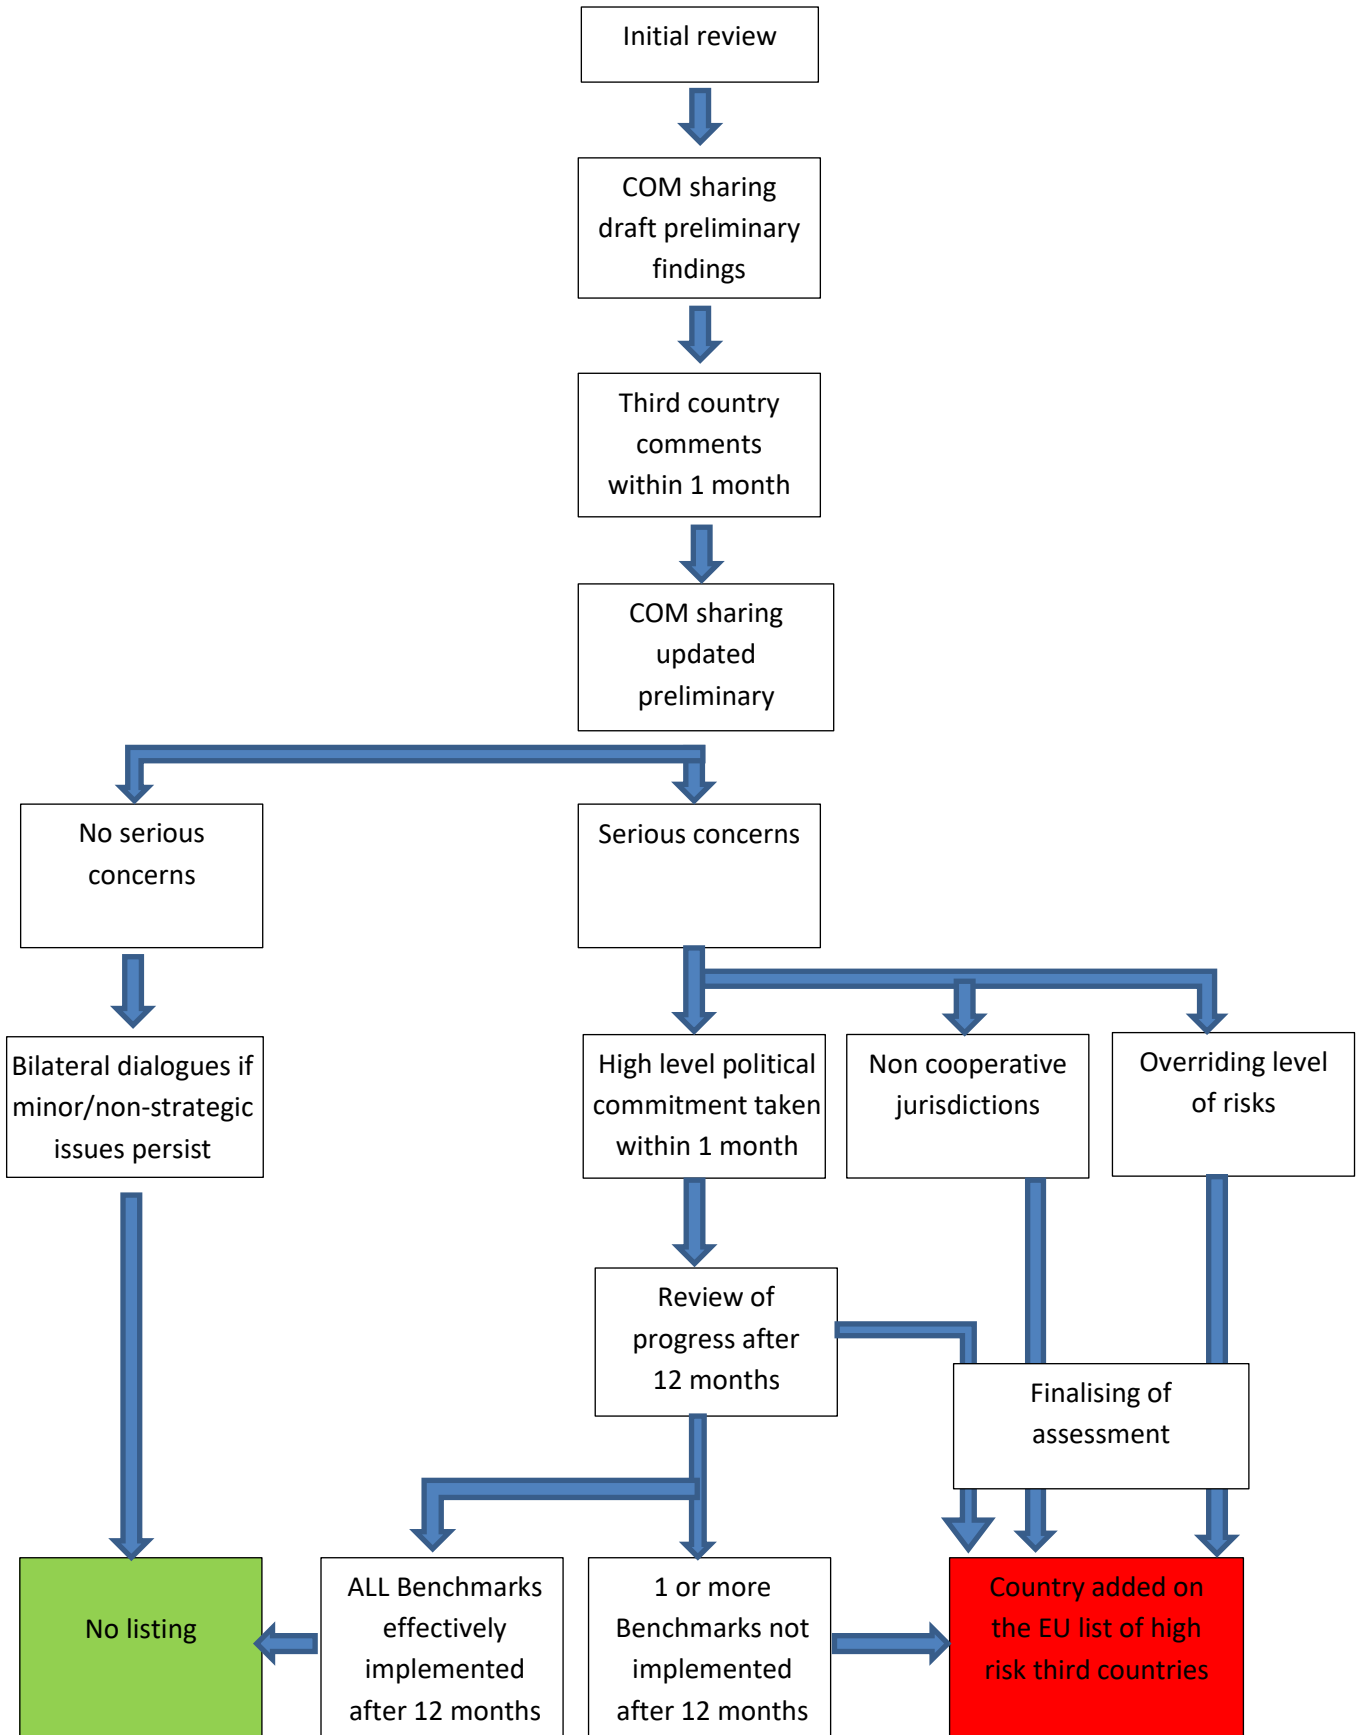 Initial review
COM sharing
draft preliminary
findings
Third country
comments
within 1 month
COM sharing
updated
preliminary
No serious
concerns
Serious concerns
Bilateral dialogues if
minor/non-strategic
issues persist
High level political
commitment taken
within 1 month
Non cooperative
jurisdictions
Overriding level
of risks
Review of
progress after
12 months
Finalising of
assessment
No listing
ALL Benchmarks
effectively
implemented
after 12 months
1 or more
Benchmarks not
implemented
after 12 months
Country added on
the EU list of high
risk third countries